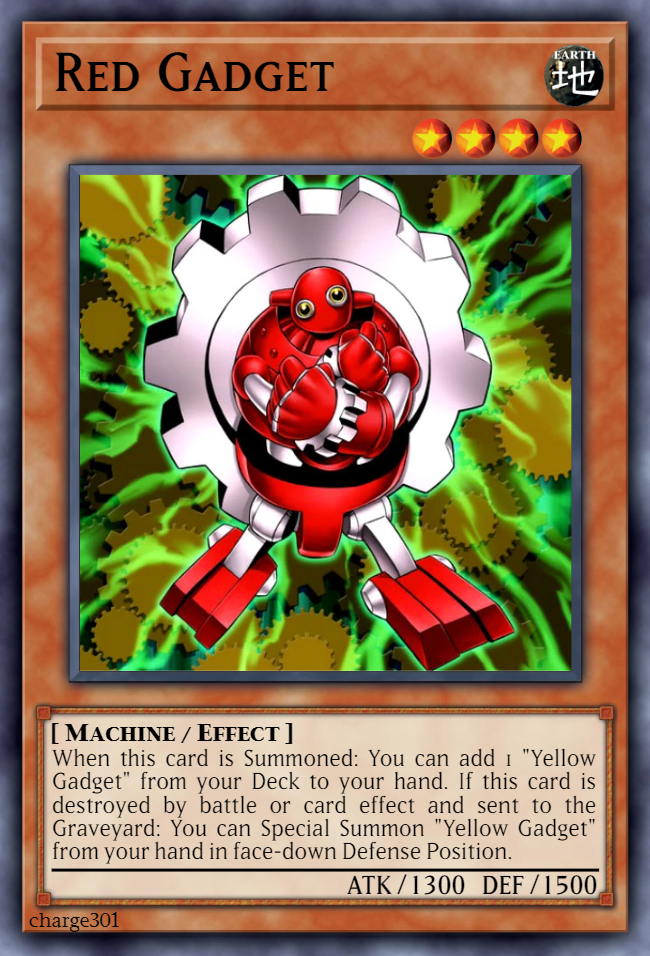 Red Gadget
EARTH
地
[ Machine / Effect ]
When this card is Summoned: You can add 1 "Yellow
Gadget" from your Deck to your hand. If this card is
destroyed by battle or card effect and sent to the
Graveyard: You can Special Summon "Yellow Gadget"
from your hand in face-down Defense Position.
ATK / 1300 DEF / 1500
charge301